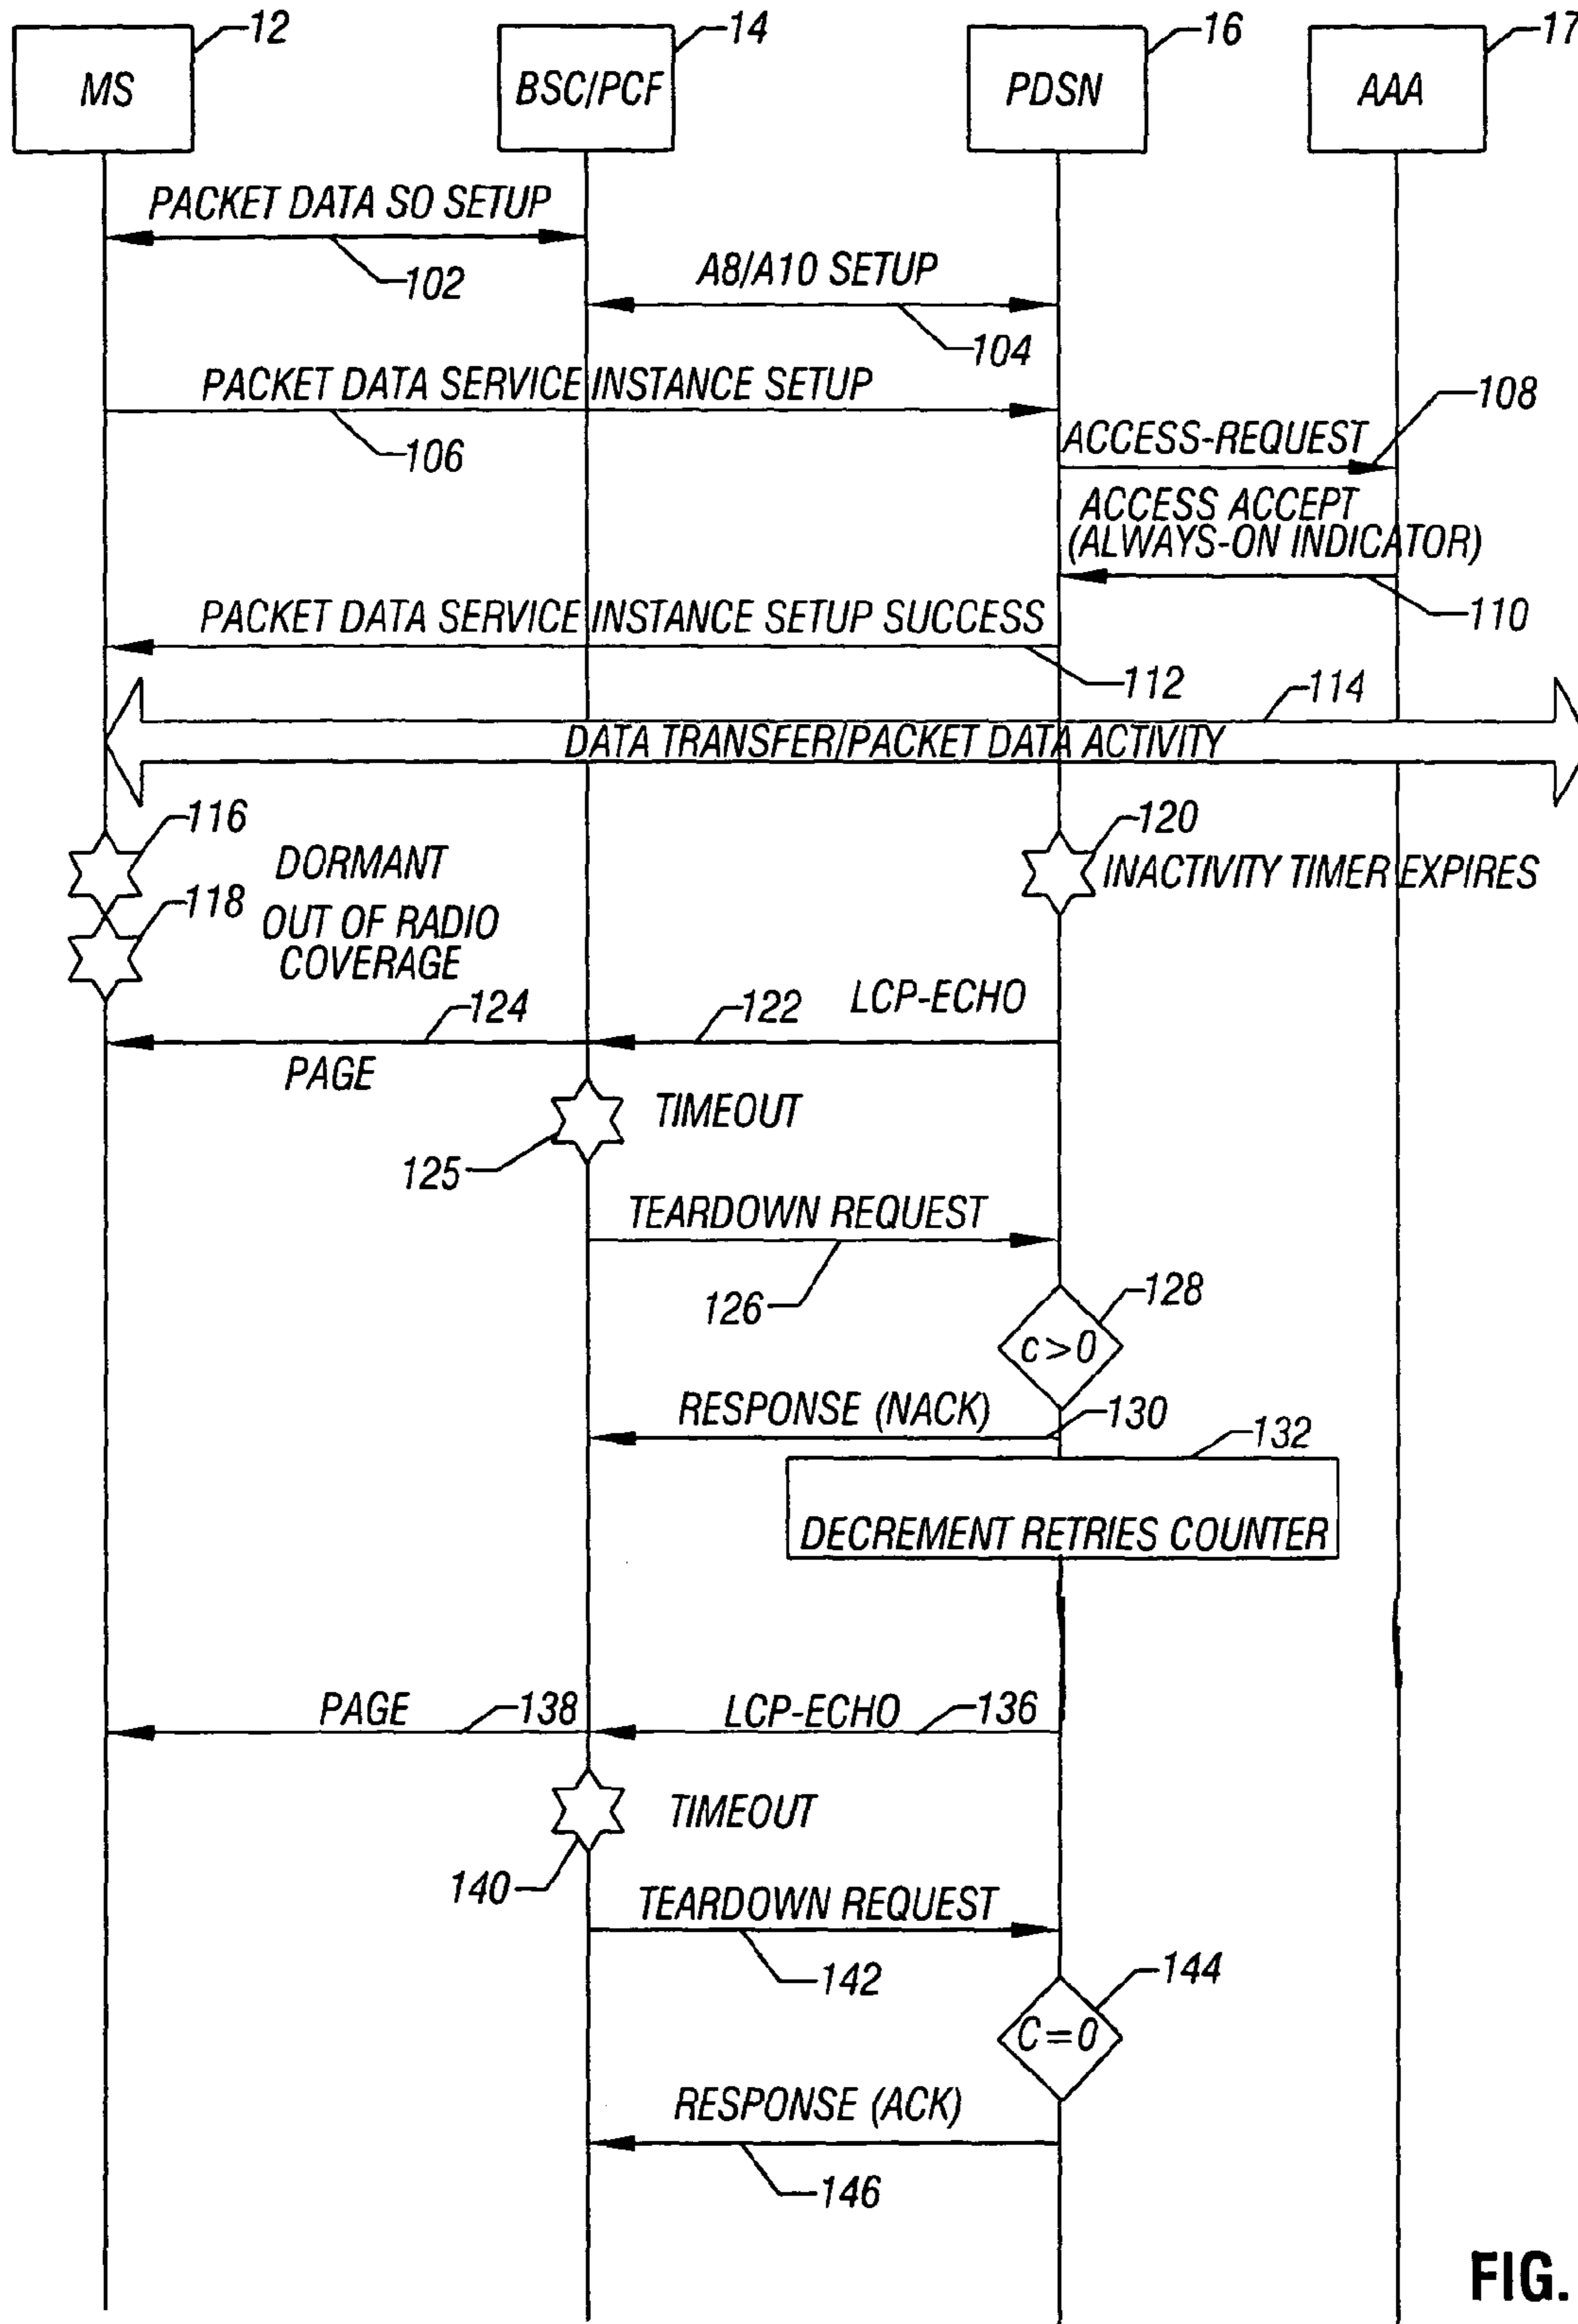 12
14
16
17
MS
BSC/PCF
PDSN
AAA
PACKET DATA SO SETUP
102
A8/A10 SETUP
104
PACKET DATA SERVICE INSTANCE SETUP
106
108
ACCESS-REQUEST
ACCESS ACCEPT
(ALWAYS-ON INDICATOR)
110
PACKET DATA SERVICE INSTANCE SETUP SUCCESS
112
114
DATA TRANSFER/PACKET DATA ACTIVITY
116
DORMANT
118
OUT OF RADIO
COVERAGE
120
INACTIVITY TIMER EXPIRES
124
122
LCP-ECHO
PAGE
TIMEOUT
125
TEARDOWN REQUEST
126
128
c>0
RESPONSE (NACK)
130
132
DECREMENT RETRIES COUNTER
PAGE
138
LCP-ECHO
136
TIMEOUT
140
TEARDOWN REQUEST
142
144
C=0
RESPONSE (ACK)
146
FIG.